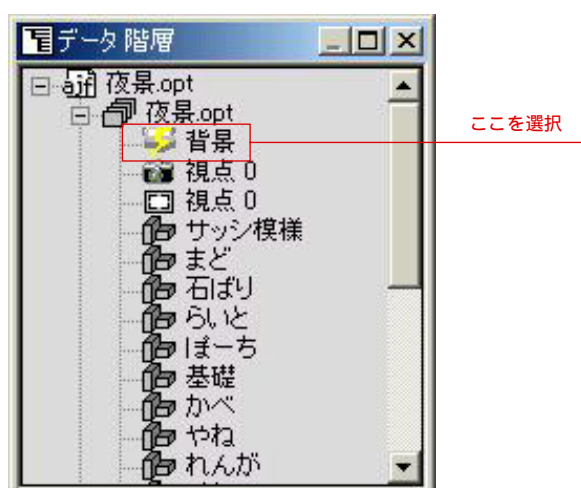 データ階層
夜景.opt
夜景.opt
背景
ここを選択
視点 0
視点 0
サッシ模様
まど
石ばり
らいと
ぽーち
基礎
かべ
やね
れんが